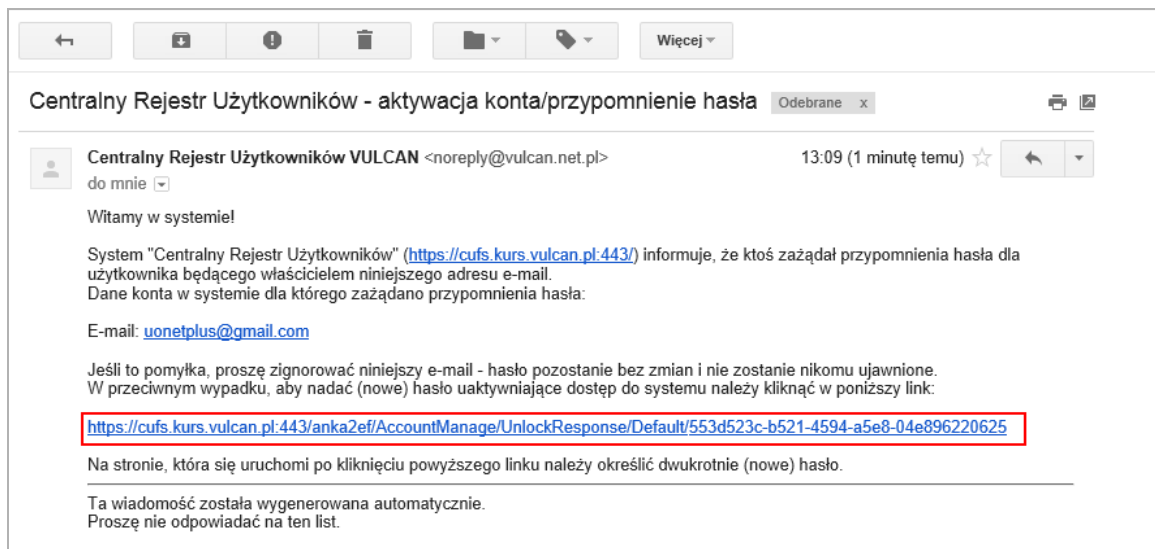 Więcej
Centralny Rejestr Użytkowników - aktywacja konta/przypomnienie hasła Odebrane x
Centralny Rejestr Użytkowników VULCAN <noreply@vulcan.net.pl> 13:09 (1 minutę temu)
do mnie
Witamy w systemie!
System "Centralny Rejestr Użytkowników" (https://cufs.kurs.vulcan.pl:443/) informuje, że ktoś zażądał przypomnienia hasła dla
użytkownika będącego właścicielem niniejszego adresu e-mail.
Dane konta w systemie dla którego zażądano przypomnienia hasła:
E-mail: uonetplus@gmail.com
Jeśli to pomyłka, proszę zignorować niniejszy e-mail - hasło pozostanie bez zmian i nie zostanie nikomu ujawnione.
W przeciwnym wypadku, aby nadać (nowe) hasło uaktywniające dostęp do systemu należy kliknąć w poniższy link:
https://cufs.kurs.vulcan.pl:443/anka2ef/AccountManage/UnlockResponse/Default/553d523c-b521-4594-a5e8-04e896220625
Na stronie, która się uruchomi po kliknięciu powyższego linku należy określić dwukrotnie (nowe) hasło.
Ta wiadomość została wygenerowana automatycznie.
Proszę nie odpowiadać na ten list.